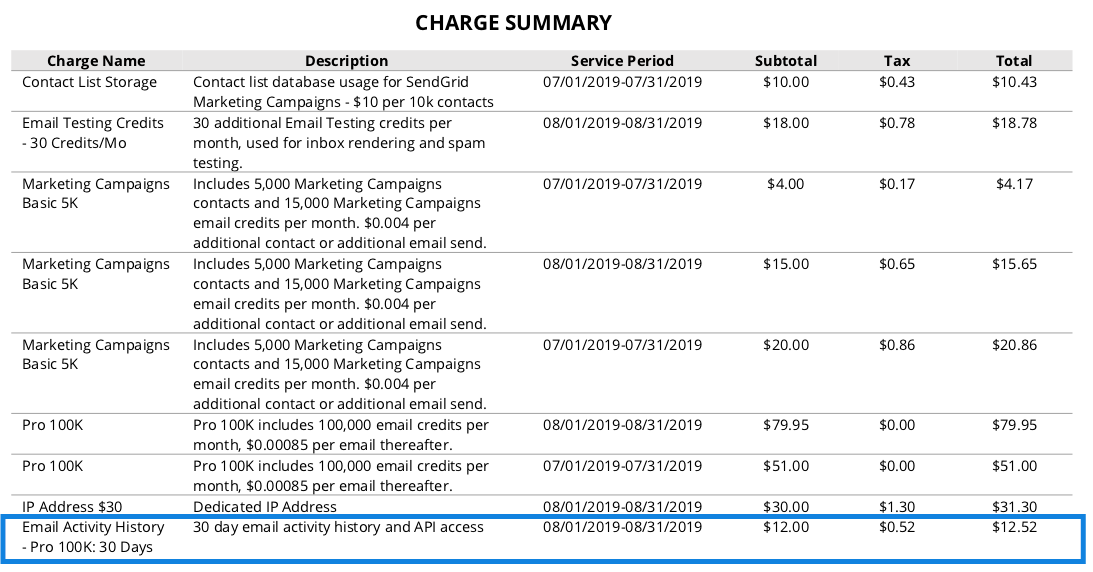 CHARGE SUMMARY
Charge Name Description Service Period Subtotal Tax Total
Contact List Storage Contact list database usage for SendGrid 07/01/2019-07/31/2019 $10.00 $0.43 $10.43
Marketing Campaigns - $10 per 10k contacts
Email Testing Credits 30 additional Email Testing credits per 08/01/2019-08/31/2019 $18.00 $0.78 $18.78
- 30 Credits/Mo month, used for inbox rendering and spam
testing.
Marketing Campaigns Includes 5,000 Marketing Campaigns 07/01/2019-07/31/2019 $4.00 $0.17 $4.17
Basic 5K contacts and 15,000 Marketing Campaigns
email credits per month. $0.004 per
additional contact or additional email send.
Marketing Campaigns Includes 5,000 Marketing Campaigns 08/01/2019-08/31/2019 $15.00 $0.65 $15.65
Basic 5K contacts and 15,000 Marketing Campaigns
email credits per month. $0.004 per
additional contact or additional email send.
Marketing Campaigns Includes 5,000 Marketing Campaigns 07/01/2019-07/31/2019 $20.00 $0.86 $20.86
Basic 5K contacts and 15,000 Marketing Campaigns
email credits per month. $0.004 per
additional contact or additional email send.
Pro 100K Pro 100K includes 100,000 email credits per 08/01/2019-08/31/2019 $79.95 $0.00 $79.95
month, $0.00085 per email thereafter.
Pro 100K Pro 100K includes 100,000 email credits per 07/01/2019-07/31/2019 $51.00 $0.00 $51.00
month, $0.00085 per email thereafter.
IP Address $30 Dedicated IP Address 08/01/2019-08/31/2019 $30.00 $1.30 $31.30
Email Activity History 30 day email activity history and API access 08/01/2019-08/31/2019 $12.00 $0.52 $12.52
- Pro 100K: 30 Days